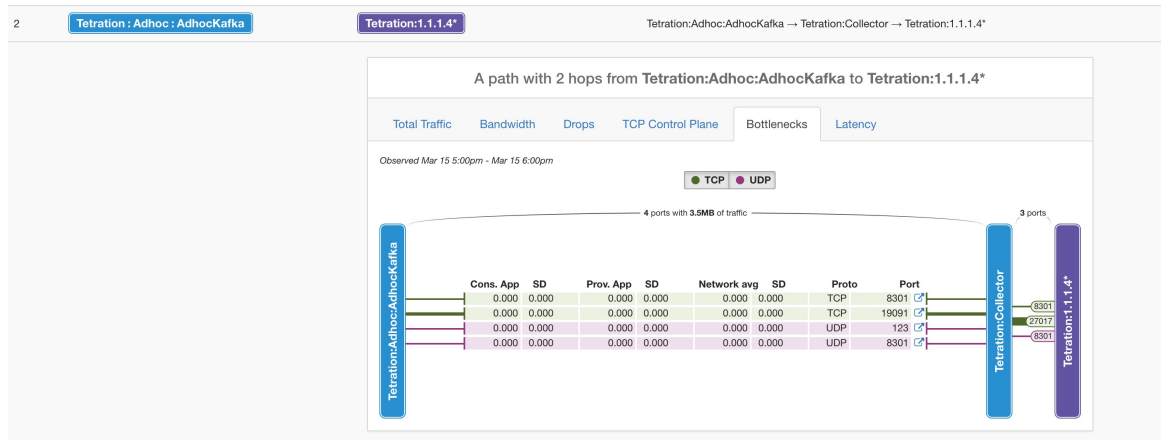 2 Tetration : Adhoc : AdhocKafka Tetration:1.1.1.4* Tetration:Adhoc:AdhocKafka → Tetration:Collector → Tetration:1.1.1.4*
A path with 2 hops from Tetration:Adhoc:AdhocKafka to Tetration:1.1.1.4*
Total Traffic Bandwidth Drops TCP Control Plane Bottlenecks Latency
Observed Mar 15 5:00pm - Mar 15 6:00pm
TCP UDP
4 ports with 3.5MB of traffic 3 ports
Tetration:Adhoc:AdhocKafka
Cons. App SD Prov. App SD Network avg SD Proto Port
0.000 0.000 0.000 0.000 0.000 0.000 TCP 8301
0.000 0.000 0.000 0.000 0.000 0.000 TCP 19091
0.000 0.000 0.000 0.000 0.000 0.000 UDP 123
0.000 0.000 0.000 0.000 0.000 0.000 UDP 8301
Tetration:Collector
8301
27017
8301
Tetration:1.1.1.4*